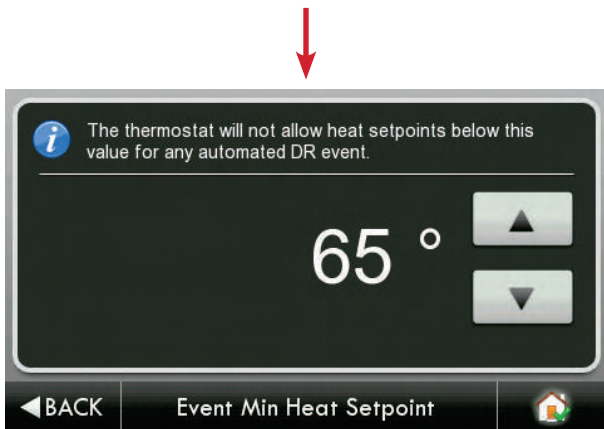 The thermostat will not allow heat setpoints below this
value for any automated DR event.
65 °
BACK
Event Min Heat Setpoint